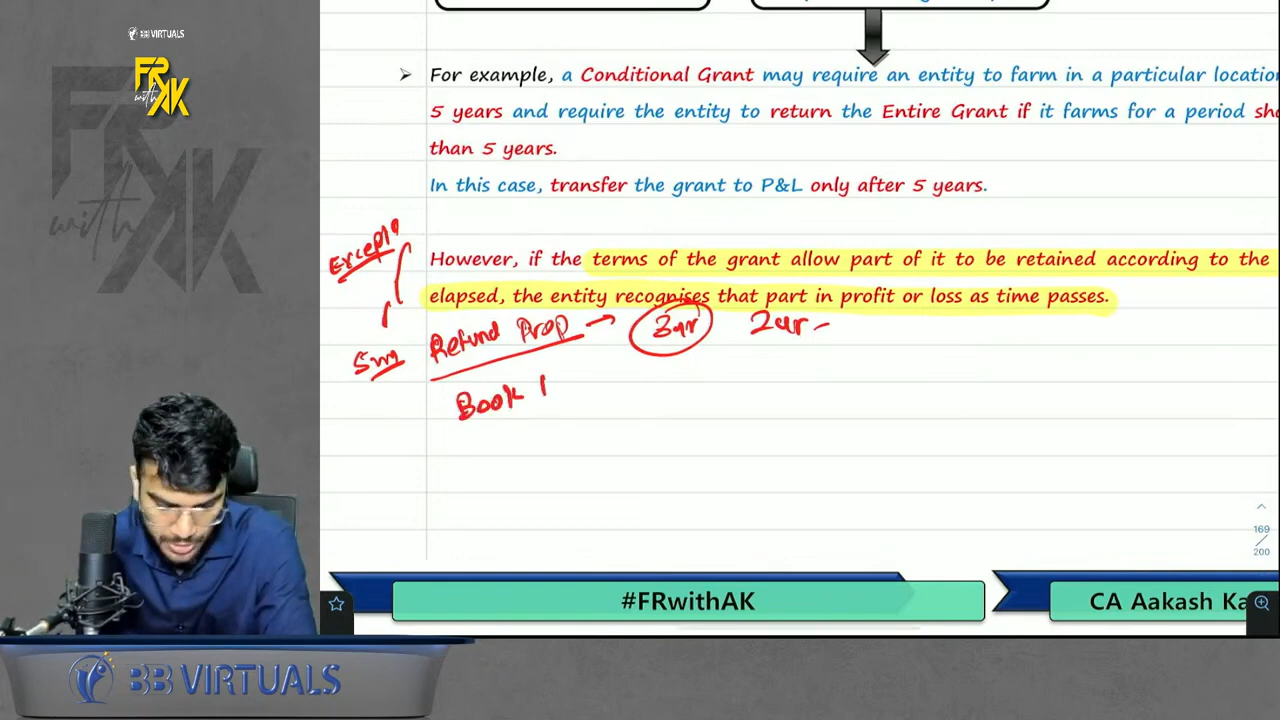 BB VIRTUALS
FR
with
AK
FR
with
AK
For example, a Conditional Grant may require an entity to farm in a particular locatio
5 years and require the entity to return the Entire Grant if it farms for a period sh
than 5 years.
In this case, transfer the grant to P&L only after 5 years.
However, if the terms of the grant allow part of it to be retained according to the
elapsed, the entity recognises that part in profit or loss as time passes.
Refund Prop → 3yr 2yr
Book
169
200
#FRwithAK
CA Aakash Ka
BB VIRTUALS